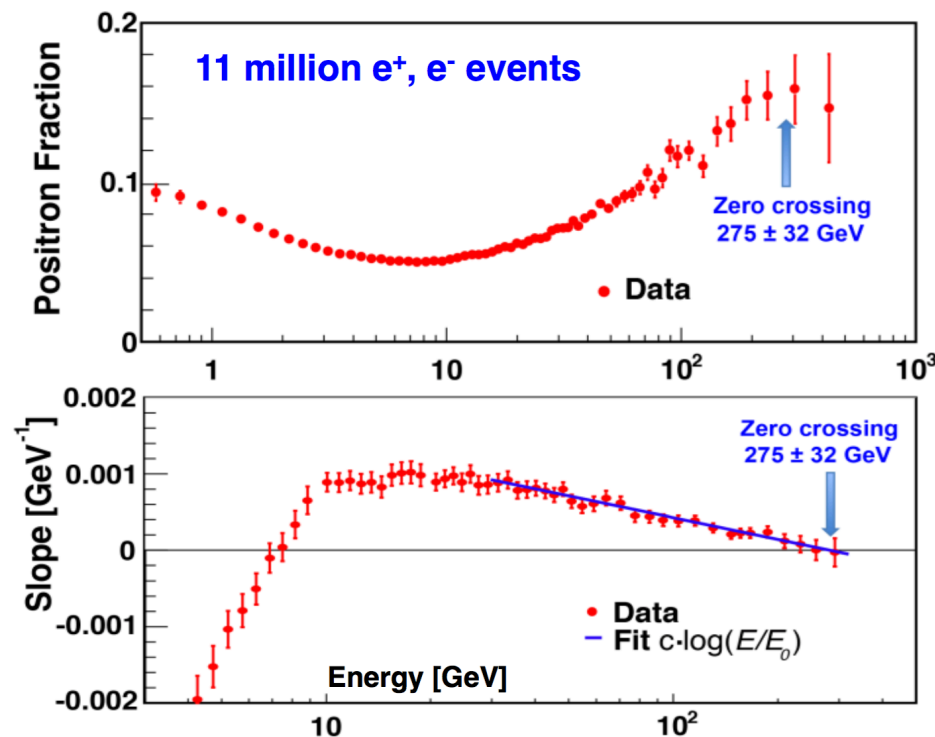 0.2
11 million e⁺, e⁻ events
Positron Fraction
0.1
Zero crossing
275 ± 32 GeV
Data
0
1
10
10²
10³
0.002
Zero crossing
275 ± 32 GeV
Slope [GeV⁻¹]
0.001
0
-0.001
Data
Fit c·log(E/E₀)
-0.002
Energy [GeV]
10
10²